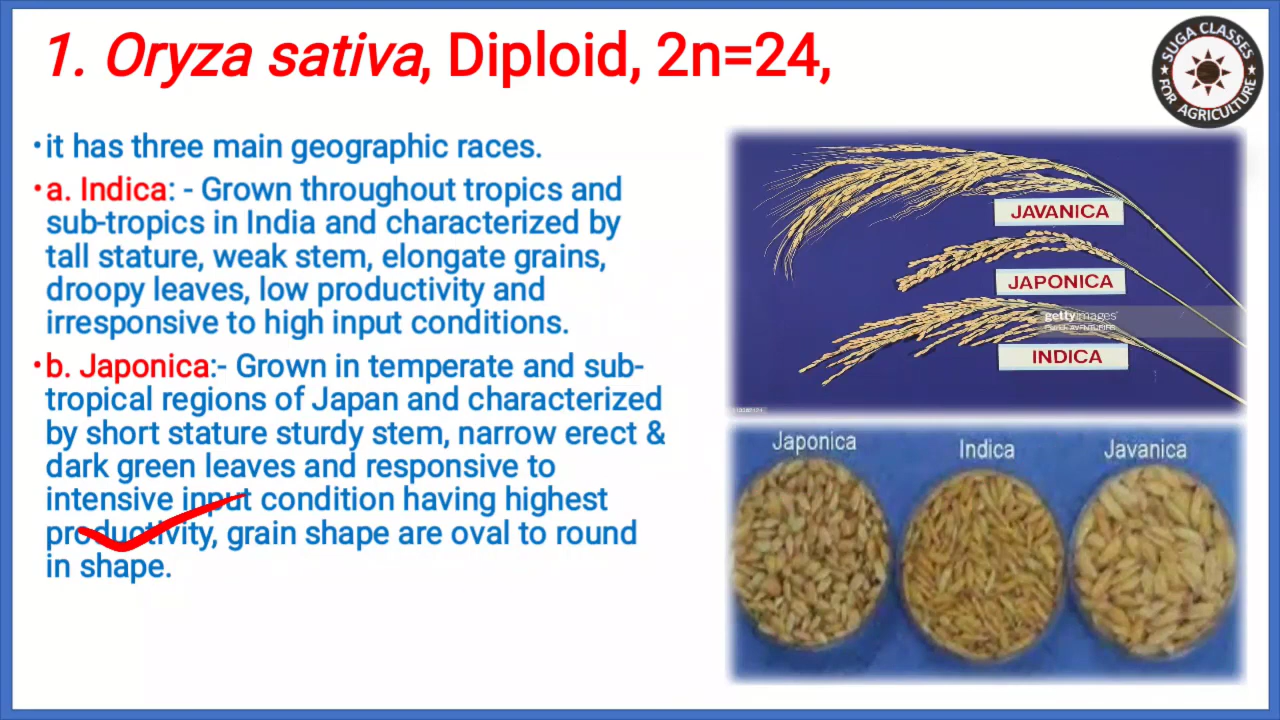 1. Oryza sativa, Diploid, 2n=24,
SUGA CLASSES
FOR AGRICULTURE
•it has three main geographic races.
•a. Indica: - Grown throughout tropics and
sub-tropics in India and characterized by
tall stature, weak stem, elongate grains,
droopy leaves, low productivity and
irresponsive to high input conditions.
•b. Japonica:- Grown in temperate and sub-
tropical regions of Japan and characterized
by short stature sturdy stem, narrow erect &
dark green leaves and responsive to
intensive input condition having highest
productivity, grain shape are oval to round
in shape.
JAVANICA
JAPONICA
gettyimages
INDICA
Japonica
Indica
Javanica